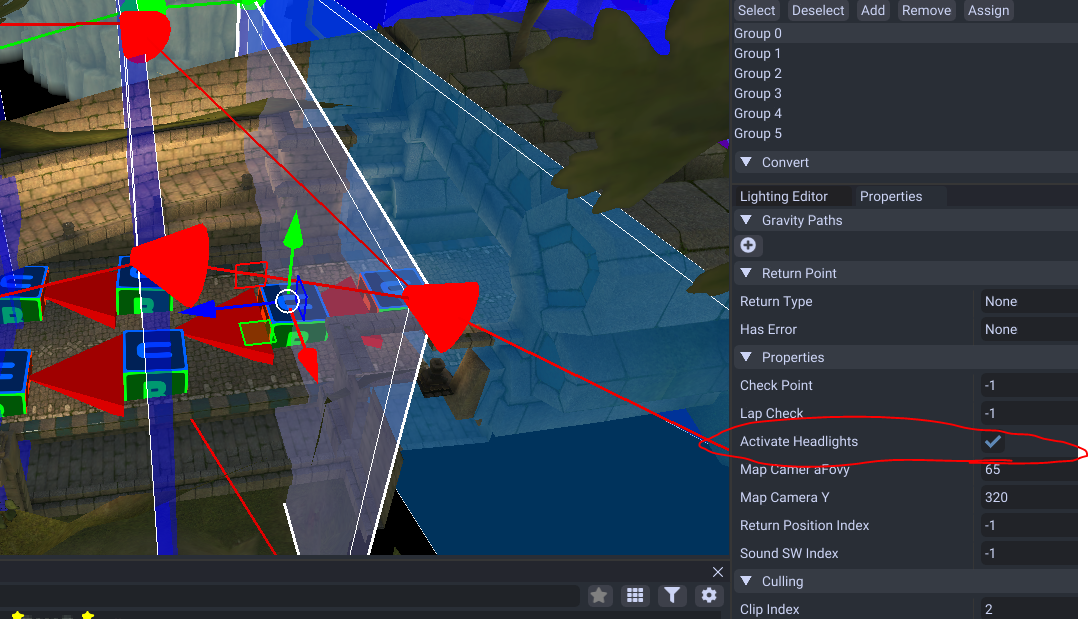 Select Deselect Add Remove Assign
Group 0
Group 1
Group 2
Group 3
Group 4
Group 5
Convert
Lighting Editor Properties
Gravity Paths
Return Point
Return Type None
Has Error None
Properties
Check Point -1
Lap Check -1
Activate Headlights
Map Camer aFovy 65
Map Camera Y 320
Return Position Index -1
Sound SW Index -1
Culling
Clip Index 2